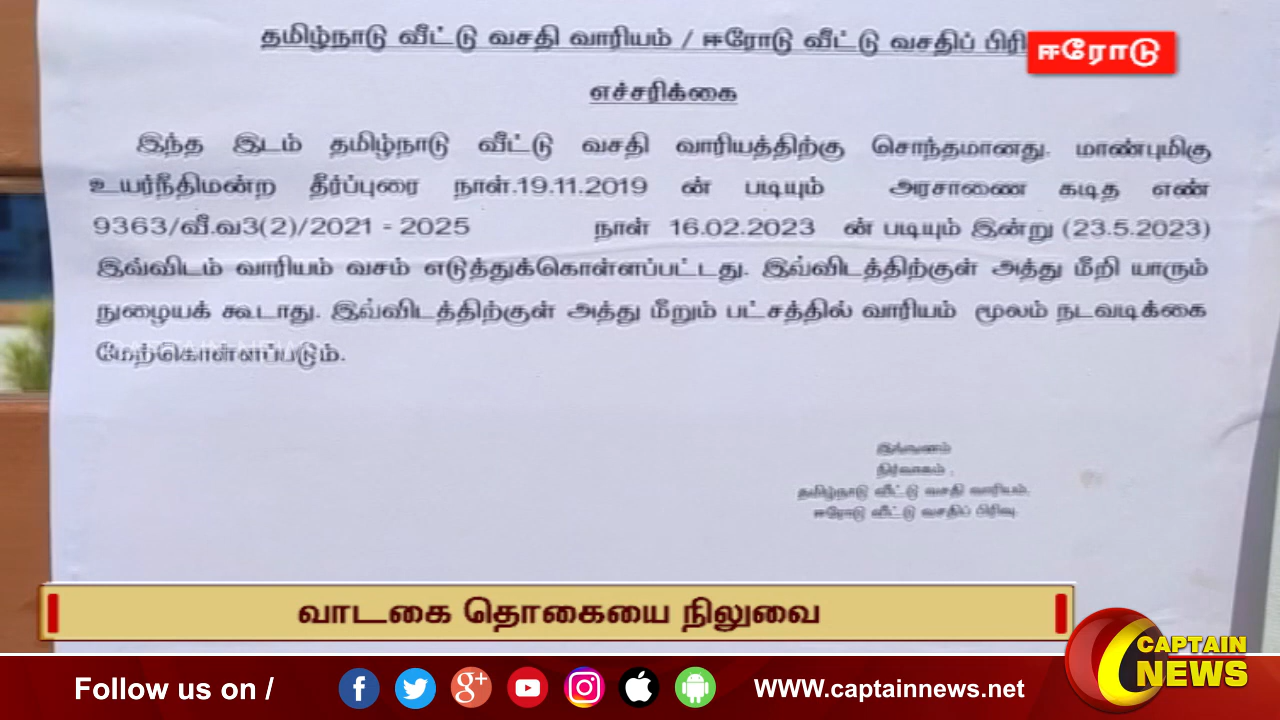 தமிழ்நாடு வீட்டு வசதி வாரியம் / ஈரோடு வீட்டு வசதிப்
ஈரோடு
எச்சரிக்கை
இந்த இடம் தமிழ்நாடு வீட்டு வசதி வாரியத்திற்கு சொந்தமானது. மாண்புமிகு
உயர்நீதிமன்ற தீர்ப்புரை நாள்.19.11.2019 ன் படியும் அரசாணை கடித எண்
9363/வீ.வ3(2)/2021 - 2025 நாள் 16.02.2023 ன் படியும் இன்று (23.5.2023)
இவ்விடம் வாரியம் வசம் எடுத்துக்கொள்ளப்பட்டது. இவ்விடத்திற்குள் அத்து மீறி யாரும்
நுழையக் கூடாது. இவ்விடத்திற்குள் அத்து மீறும் பட்சத்தில் வாரியம் மூலம் நடவடிக்கை
மேற்கொள்ளப்படும்.
இங்ஙனம்
நிர்வாகம்,
தமிழ்நாடு வீட்டு வசதி வாரியம்,
ஈரோடு வீட்டு வசதிப் பிரிவு.
வாடகை தொகையை நிலுவை
CAPTAIN
NEWS
Follow us on /
WWW.captainnews.net